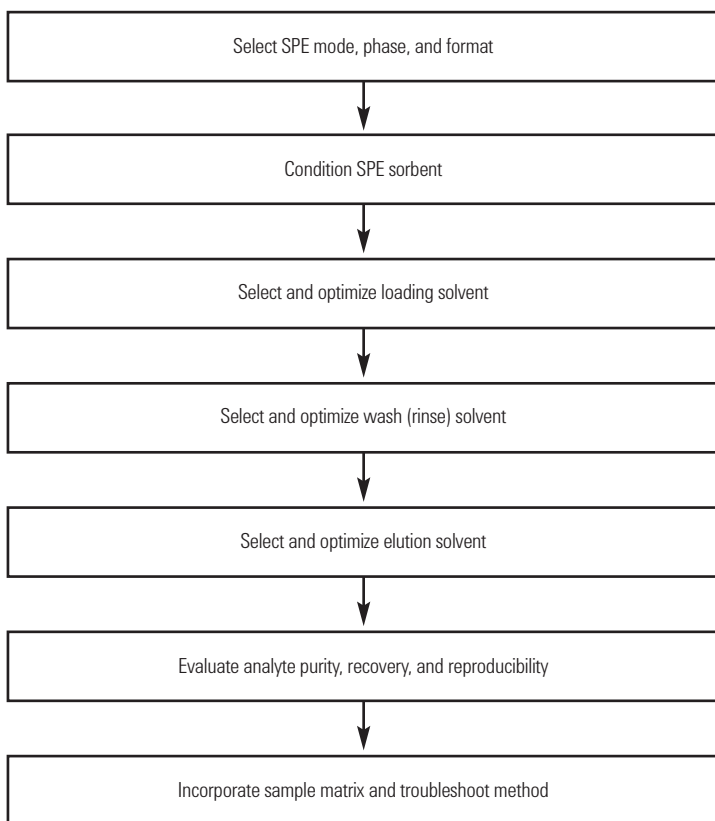 Select SPE mode, phase, and format
Condition SPE sorbent
Select and optimize loading solvent
Select and optimize wash (rinse) solvent
Select and optimize elution solvent
Evaluate analyte purity, recovery, and reproducibility
Incorporate sample matrix and troubleshoot method